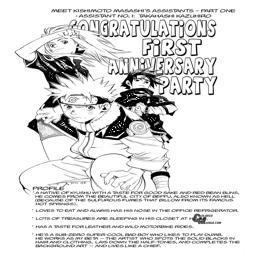 MEET KISHIMOTO MASASHI'S ASSISTANTS - PART ONE
ASSISTANT NO. 1: TAKAHASHI KAZUHIRO
CONGRATULATIONS
FIRST
ANNIVERSARY
PARTY
PROFILE
• A NATIVE OF KYUSHU WITH A TASTE FOR GOOD SAKE AND RED BEAN BUNS,
HE COMES FROM THE BEAUTIFUL CITY OF BEPPU, ALSO KNOWN AS HELL
(BECAUSE OF THE SULFUROUS FUMES THAT BILLOW FROM ITS FAMOUS
HOT SPRINGS).
• LOVES TO EAT AND ALWAYS HAS HIS NOSE IN THE OFFICE REFRIGERATOR.
• LOTS OF TREASURES ARE SLEEPING IN HIS CLOSET AT
• HAS A TASTE FOR LEATHER AND WILD MOTORBIKE RIDES.
• HE'S A SUB-ZERO SUPER-COOL BAD BOY WHO LIKES TO PLAY DUMB.
HE WORKS AS MY BETA - THE ARTIST WHO SPOTS THE SOLID BLACKS IN
HAIR AND CLOTHING, LAYS DOWN THE HALF-TONES, AND COMPLETES THE
BACKGROUND ART - AND HE'S LIKE A CHIEF.